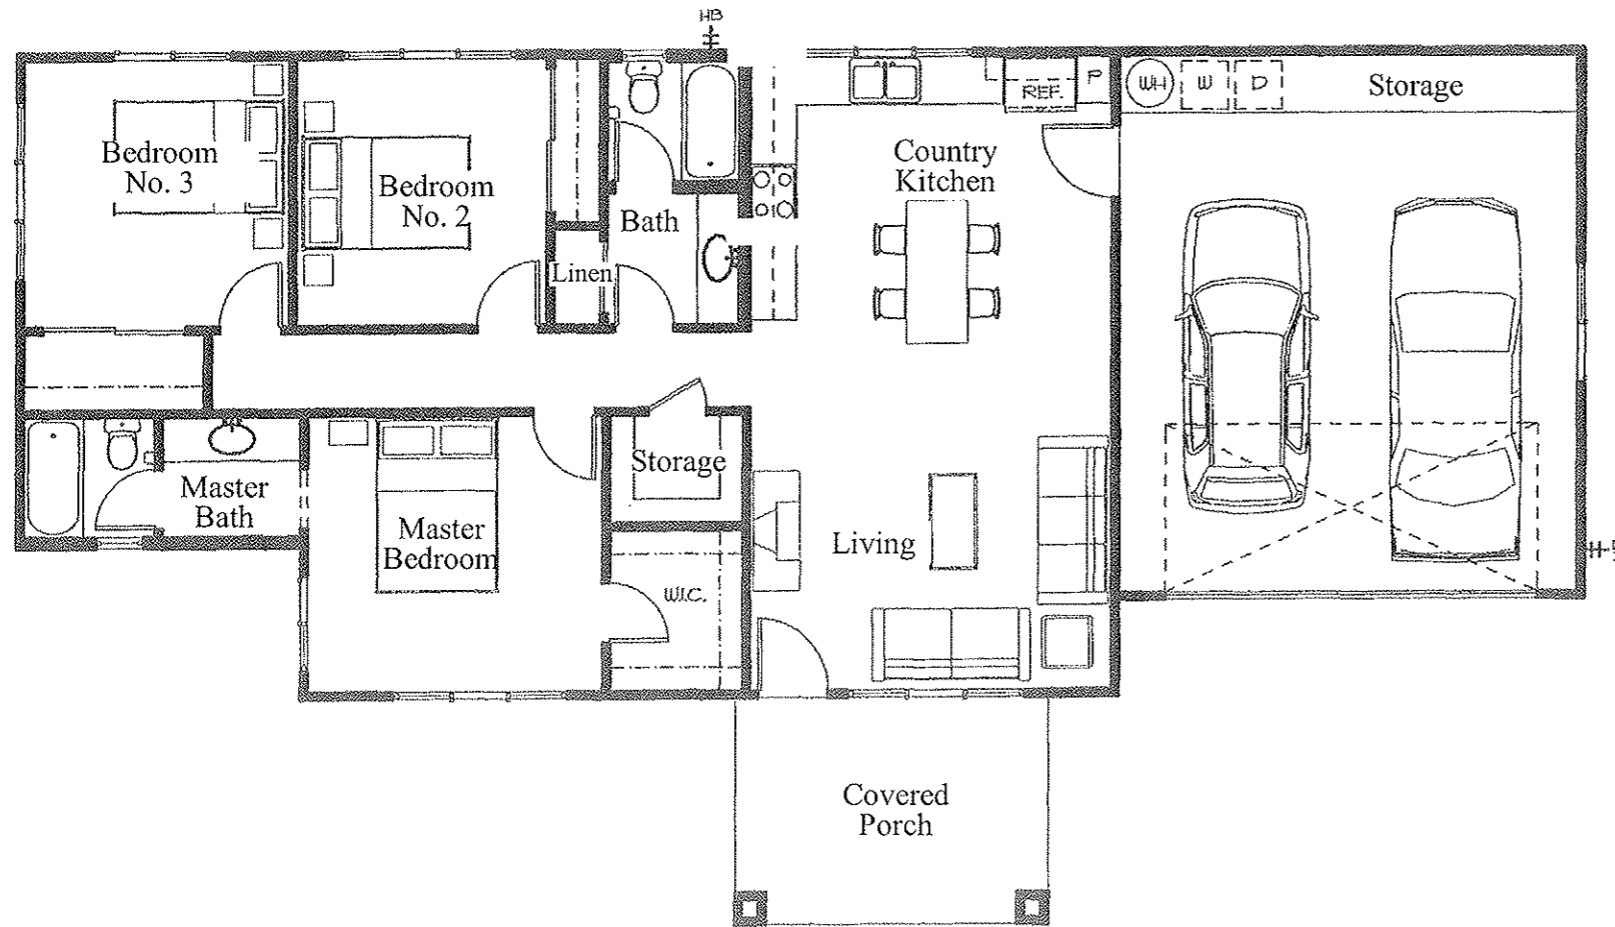 HB
WH
W
D
Storage
REF.
P
Bedroom
No. 3
Bedroom
No. 2
Country
Kitchen
Bath
Linen
Storage
Master
Bath
Master
Bedroom
Living
W.I.C.
Covered
Porch